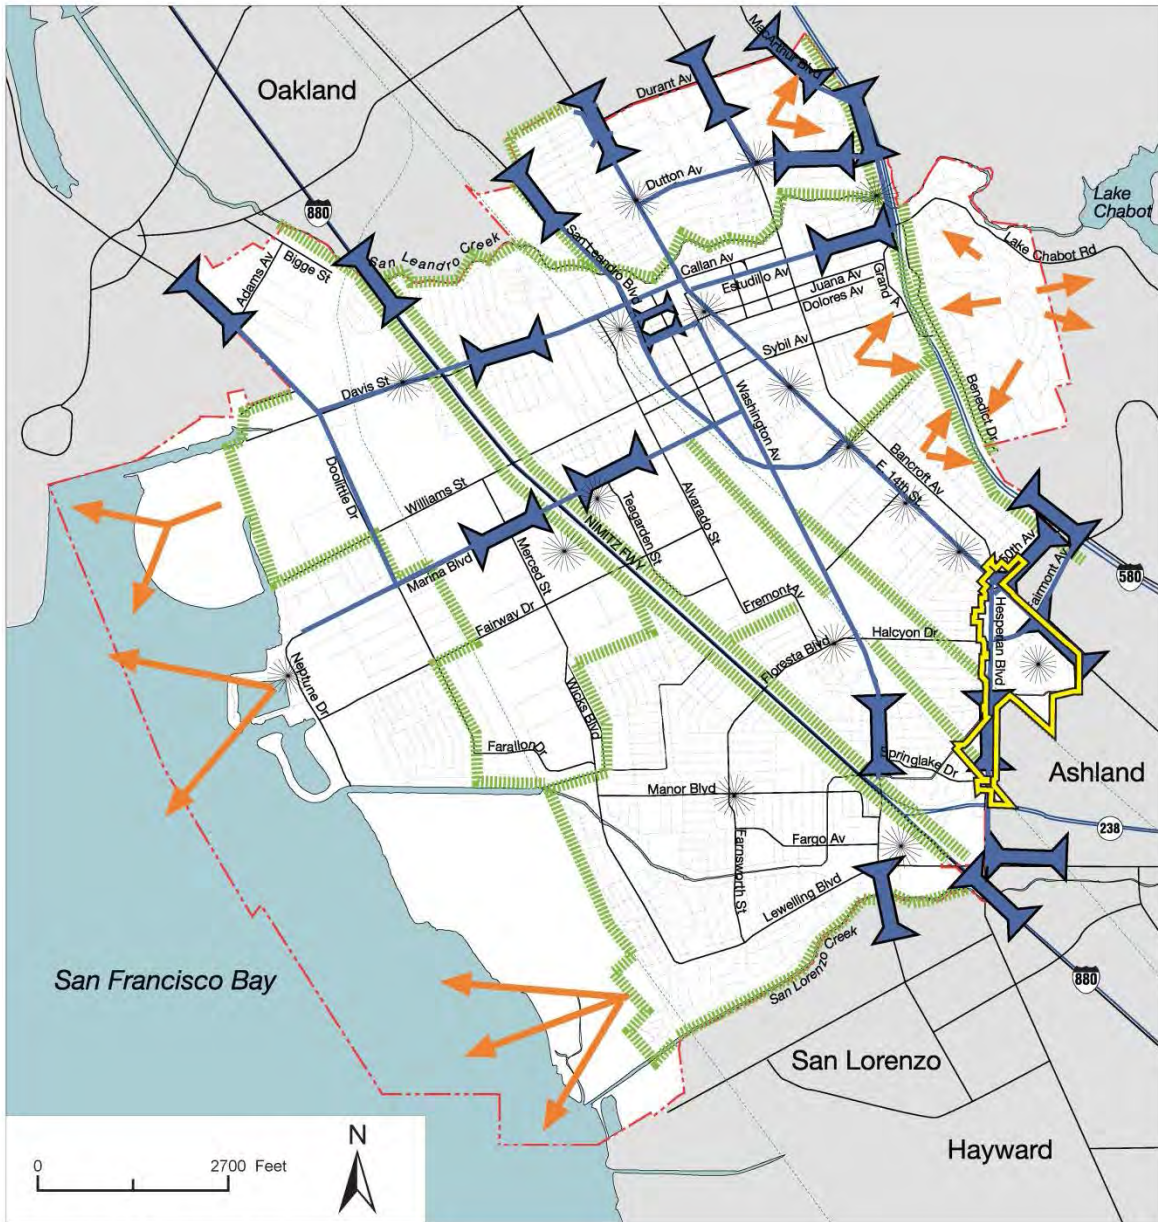 MacArthur Blvd
Oakland
Durant Av
Dutton Av
Lake
Chabot
880
San Leandro Creek
San Leandro Blvd
Lake Chabot Rd
Adams Av
Bigge St
Callan Av
Estudillo Av
Juana Av
Dolores Av
Grand A
Sybil Av
Davis St
Benedict Dr
Washington Av
Bancroft Av
E. 14th St
Doolittle Dr
Williams St
Teagarden St
Alvarado St
NIMITZ FWY
Merced St
Marina Blvd
580
Fairway Dr
Fremont Av
Hesperian Blvd
Halcyon Dr
Floresta Blvd
Neptune Dr
Wicks Blvd
Farallon Dr
Springlake Dr
Ashland
Manor Blvd
238
Fargo Av
Farnsworth St
Lewelling Blvd
San Francisco Bay
San Lorenzo Creek
880
San Lorenzo
Hayward
N
0 2700 Feet